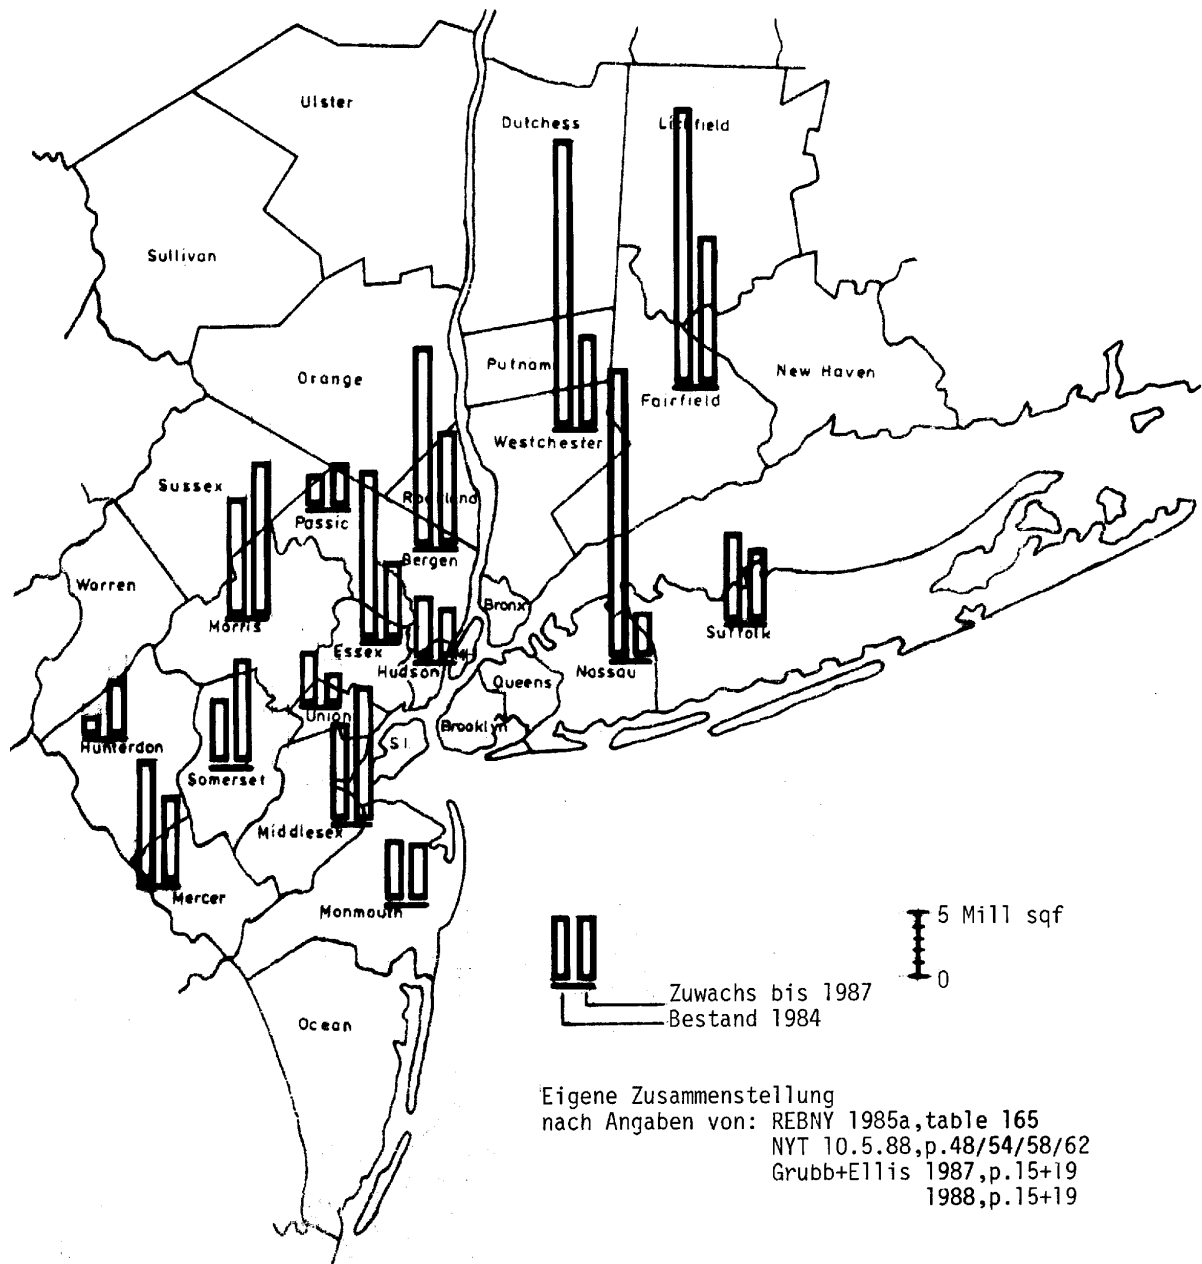 Ulster
Dutchess
Litchfield
Sullivan
Orange
Putnam
New Haven
Fairfield
Westchester
Sussex
Passic
Rockland
Bergen
Warren
Morris
Essex
Bronx
Suffolk
Hudson
Nassau
Queens
Union
Hunterdon
S.I.
Brooklyn
Somerset
Middlesex
Mercer
Monmouth
5 Mill sqf
0
Zuwachs bis 1987
Bestand 1984
Ocean
Eigene Zusammenstellung
nach Angaben von: REBNY 1985a,table 165
NYT 10.5.88,p.48/54/58/62
Grubb+Ellis 1987,p.15+19
1988,p.15+19